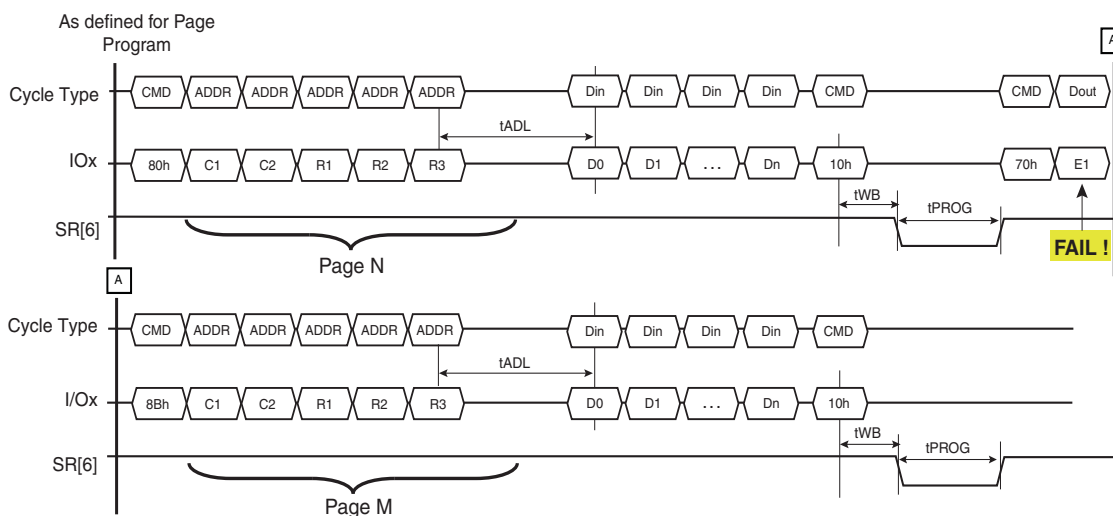 As defined for Page
Program
A
Cycle Type CMD ADDR ADDR ADDR ADDR ADDR Din Din Din Din CMD CMD Dout
tADL
IOx 80h C1 C2 R1 R2 R3 D0 D1 ... Dn 10h 70h E1
tWB tPROG
SR[6]
FAIL !
Page N
A
Cycle Type CMD ADDR ADDR ADDR ADDR ADDR Din Din Din Din CMD
tADL
I/Ox 8Bh C1 C2 R1 R2 R3 D0 D1 ... Dn 10h
tWB
SR[6] tPROG
Page M